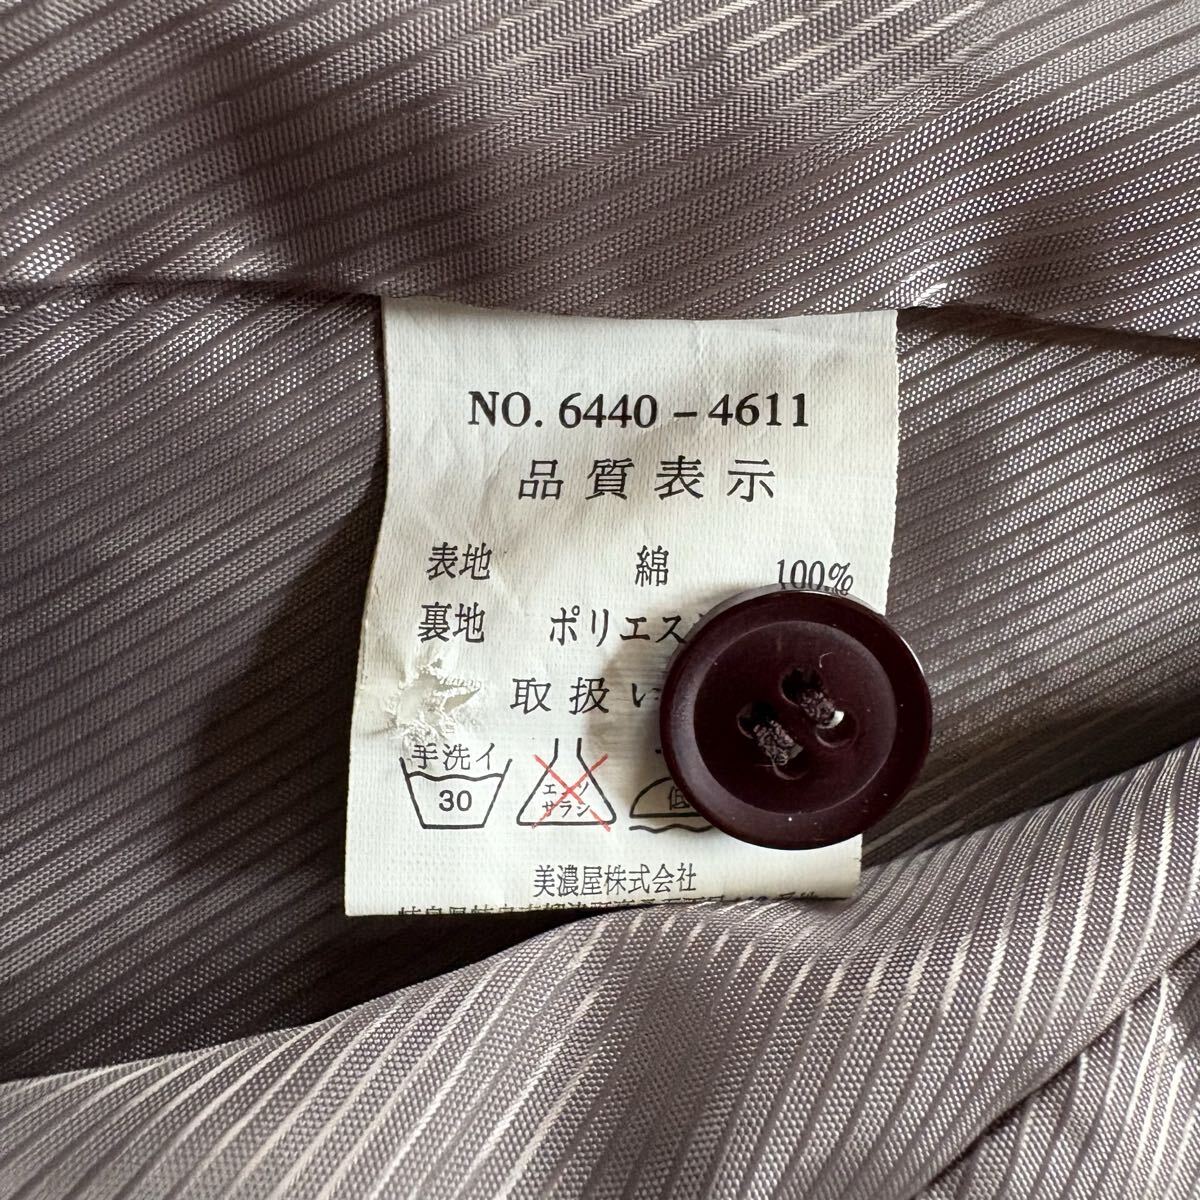 NO. 6440 - 4611
品質表示
表地 綿 100%
裏地 ポリエス
取扱い
手洗イ
30
エンソ
サラシ
低
美濃屋株式会社